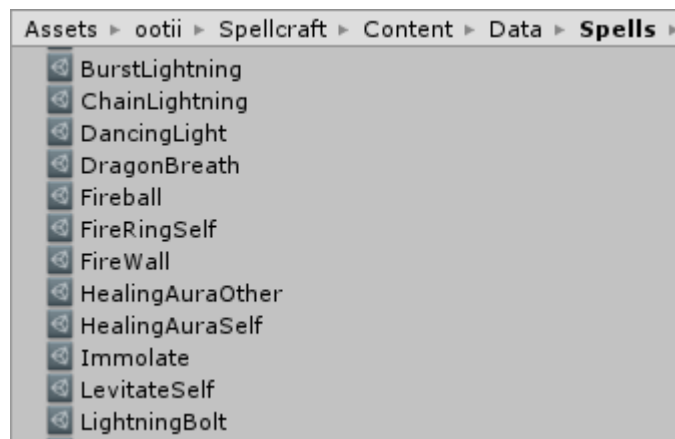 Assets ▸ ootii ▸ Spellcraft ▸ Content ▸ Data ▸ Spells ▸
BurstLightning
ChainLightning
DancingLight
DragonBreath
Fireball
FireRingSelf
FireWall
HealingAuraOther
HealingAuraSelf
Immolate
LevitateSelf
LightningBolt